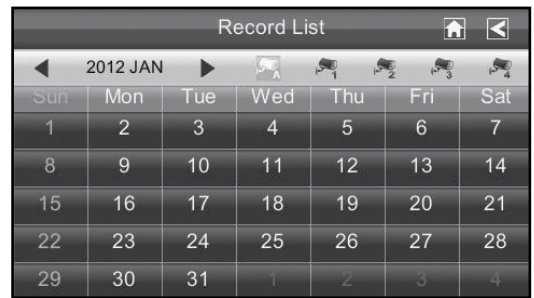 Record List
2012 JAN A 1 2 3 4
Sun Mon Tue Wed Thu Fri Sat
1 2 3 4 5 6 7
8 9 10 11 12 13 14
15 16 17 18 19 20 21
22 23 24 25 26 27 28
29 30 31 1 2 3 4